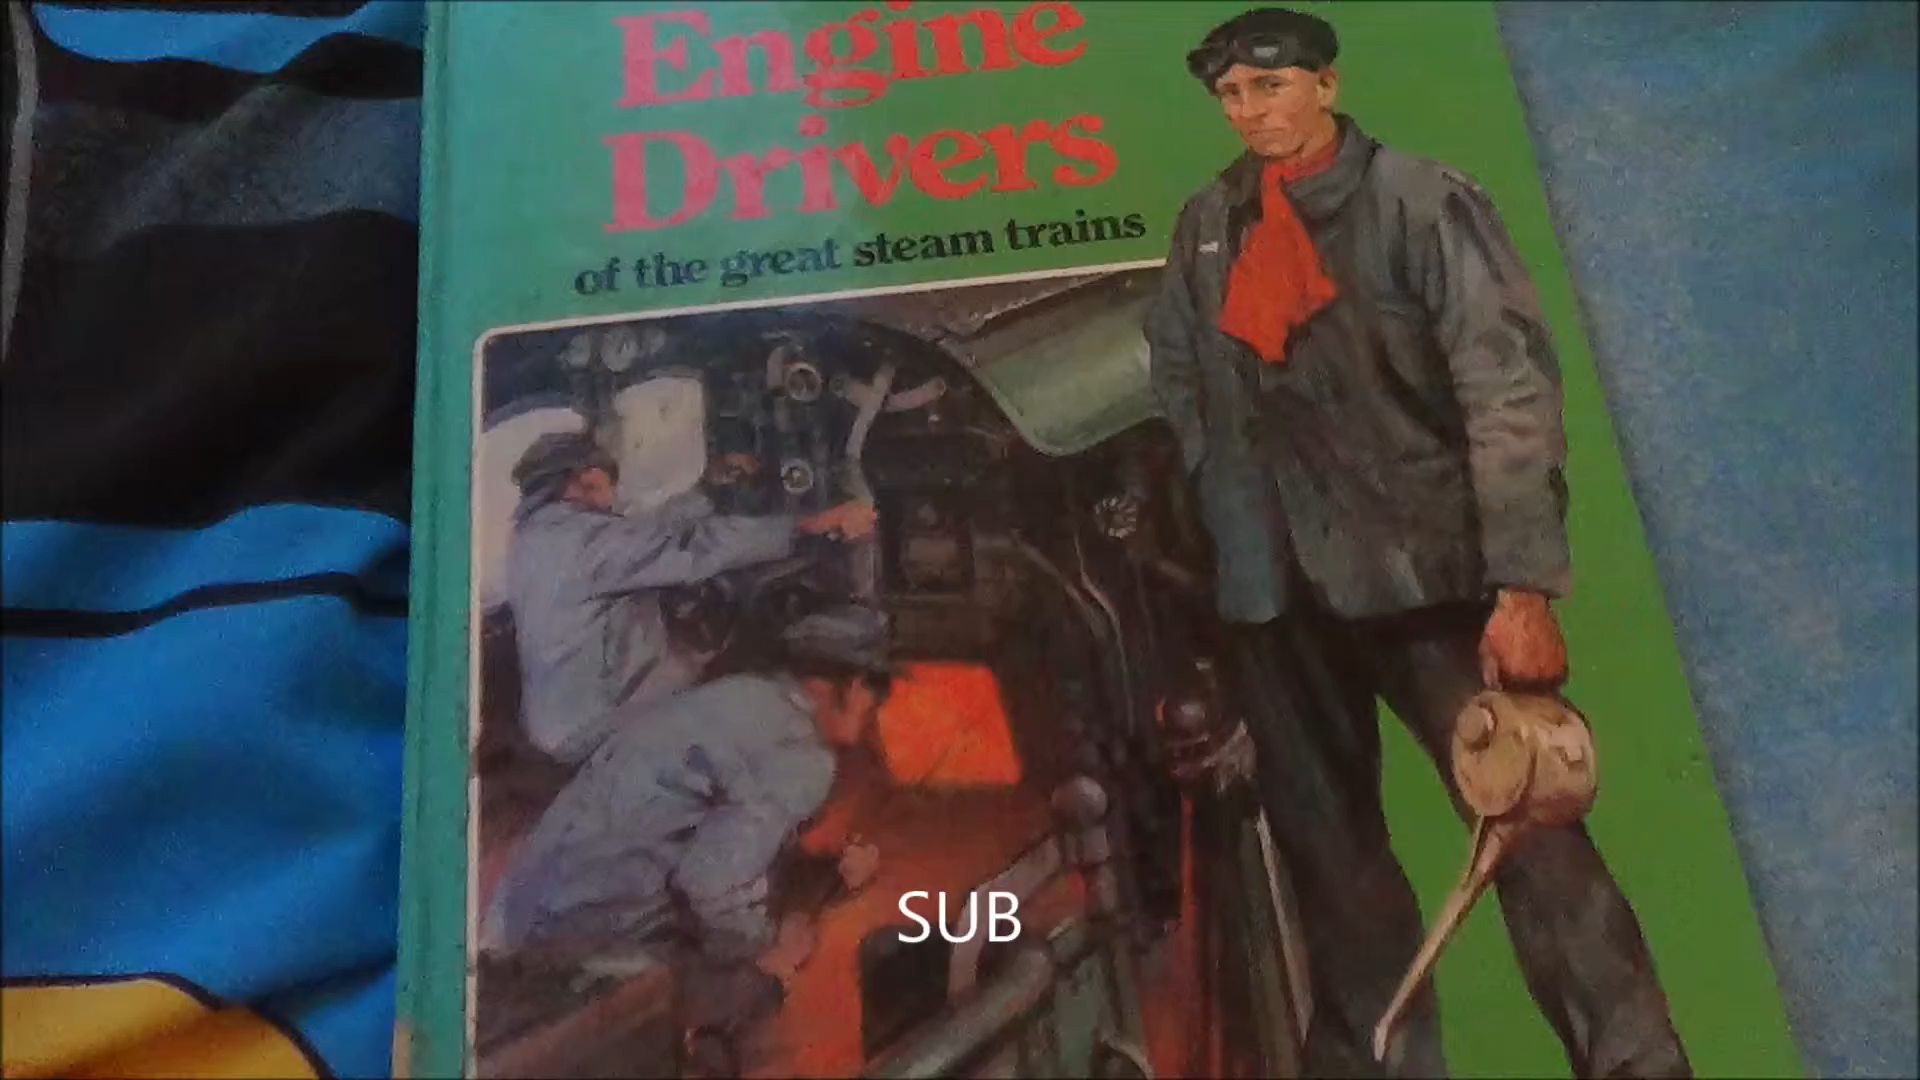 Engine
Drivers
of the great steam trains
SUB